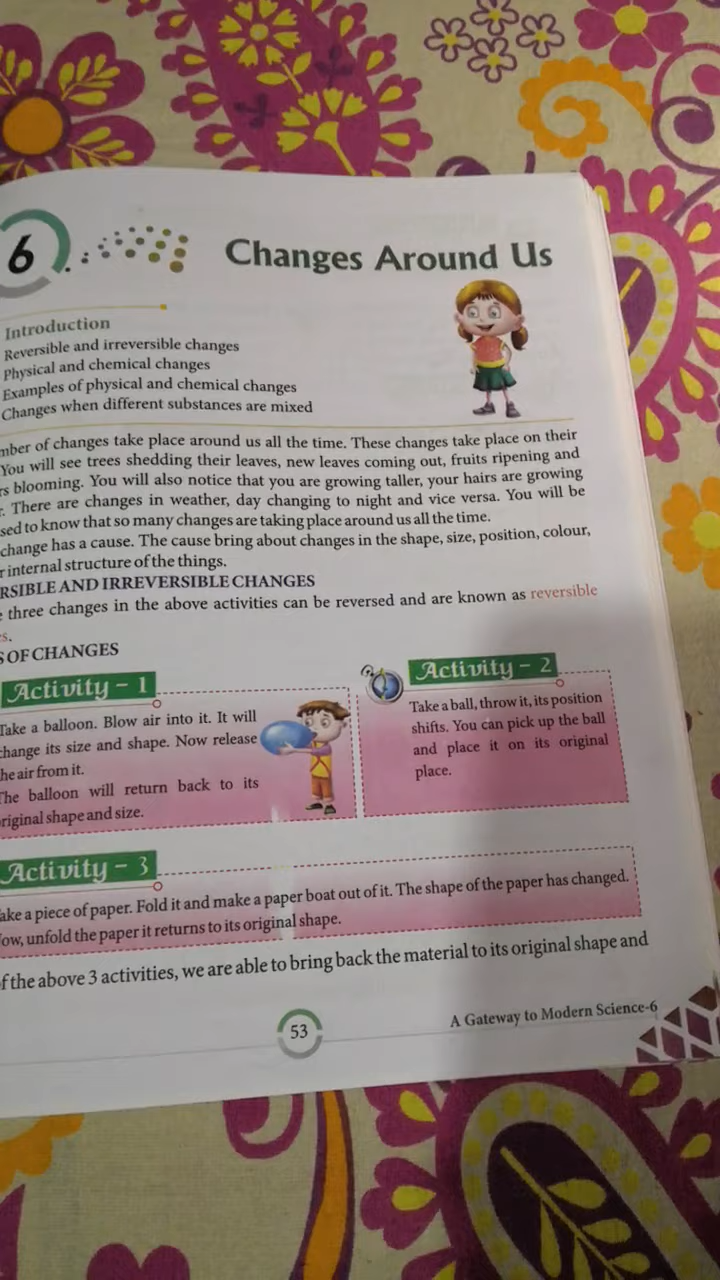 6
Changes Around Us
Introduction
Reversible and irreversible changes
Physical and chemical changes
Examples of physical and chemical changes
Changes when different substances are mixed
mber of changes take place around us all the time. These changes take place on their
You will see trees shedding their leaves, new leaves coming out, fruits ripening and
rs blooming. You will also notice that you are growing taller, your hairs are growing
r. There are changes in weather, day changing to night and vice versa. You will be
sed to know that so many changes are taking place around us all the time.
change has a cause. The cause bring about changes in the shape, size, position, colour,
r internal structure of the things.
RSIBLE AND IRREVERSIBLE CHANGES
e three changes in the above activities can be reversed and are known as reversible
es.
S OF CHANGES
Activity - 1
Take a balloon. Blow air into it. It will
change its size and shape. Now release
he air from it.
The balloon will return back to its
riginal shape and size.
Activity - 2
Take a ball, throw it, its position
shifts. You can pick up the ball
and place it on its original
place.
Activity - 3
ake a piece of paper. Fold it and make a paper boat out of it. The shape of the paper has changed.
ow, unfold the paper it returns to its original shape.
f the above 3 activities, we are able to bring back the material to its original shape and
53
A Gateway to Modern Science-6